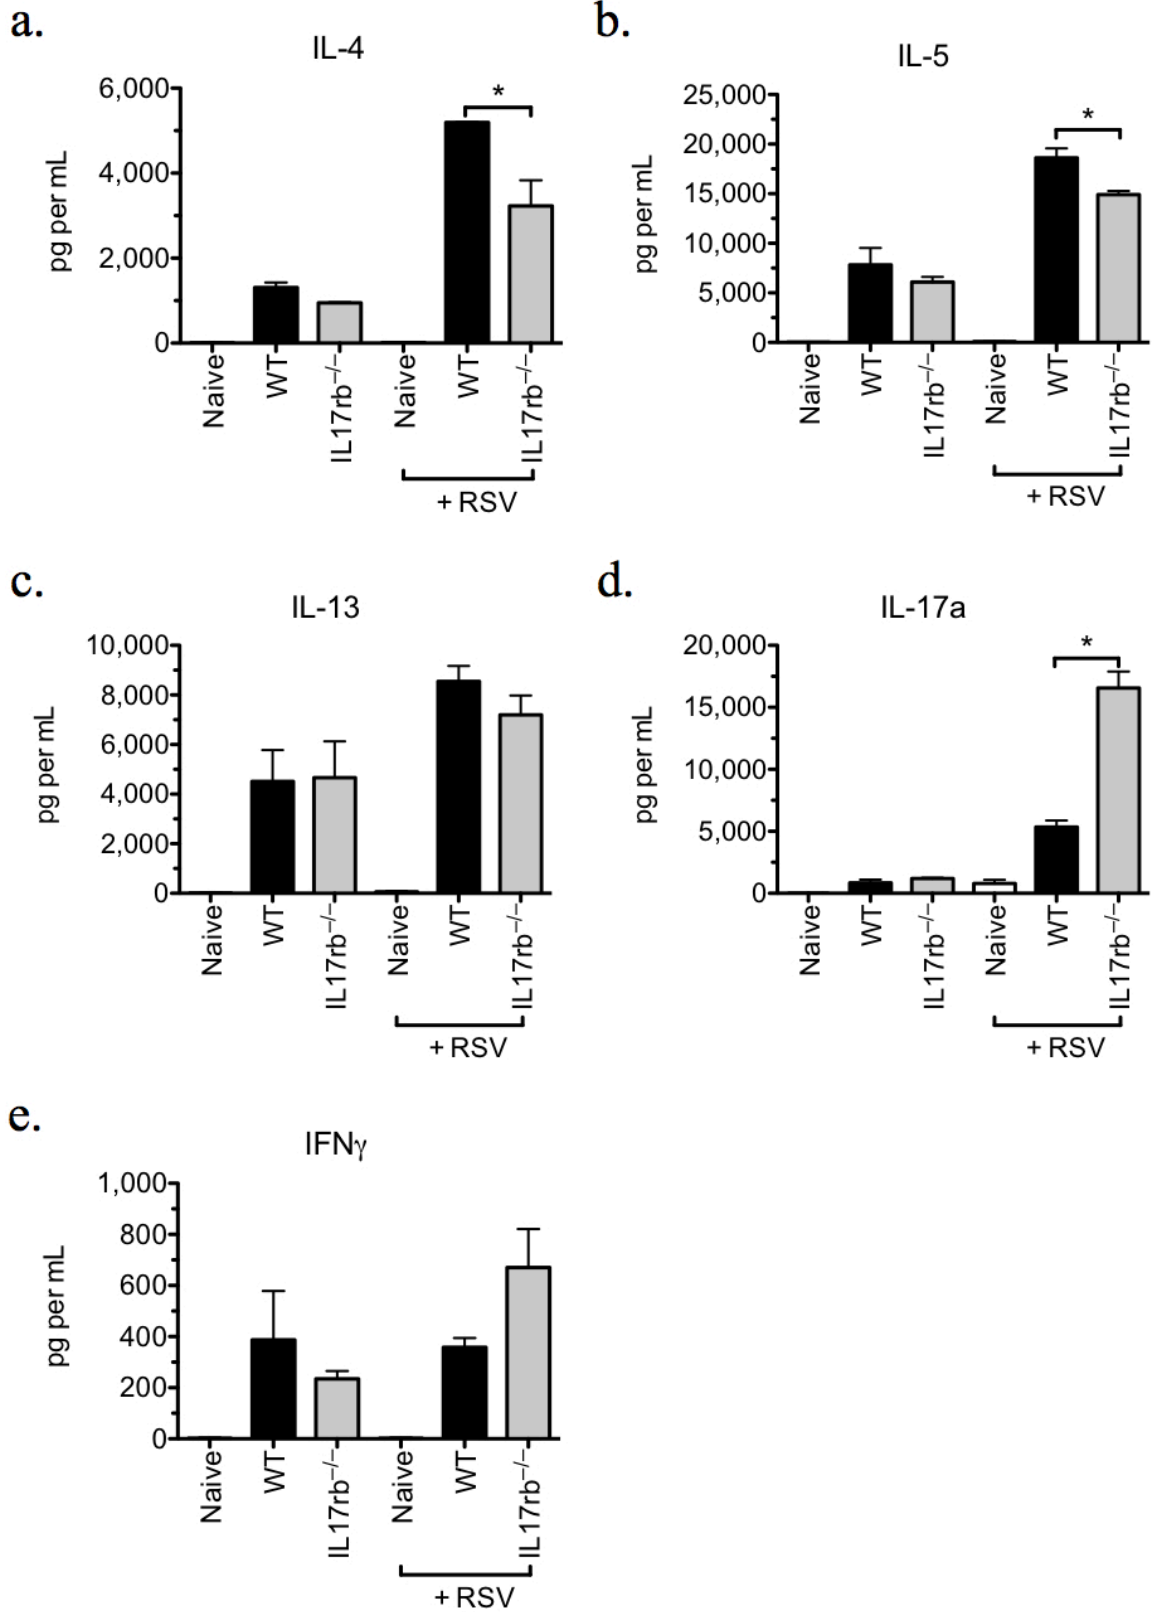 a.
IL-4
pg per mL
6,000
4,000
2,000
0
*
Naive
WT
IL17rb⁻/⁻
Naive
WT
IL17rb⁻/⁻
+ RSV
b.
IL-5
pg per mL
25,000
20,000
15,000
10,000
5,000
0
*
Naive
WT
IL17rb⁻/⁻
Naive
WT
IL17rb⁻/⁻
+ RSV
c.
IL-13
pg per mL
10,000
8,000
6,000
4,000
2,000
0
Naive
WT
IL17rb⁻/⁻
Naive
WT
IL17rb⁻/⁻
+ RSV
d.
IL-17a
pg per mL
20,000
15,000
10,000
5,000
0
*
Naive
WT
IL17rb⁻/⁻
Naive
WT
IL17rb⁻/⁻
+ RSV
e.
IFNγ
pg per mL
1,000
800
600
400
200
0
Naive
WT
IL17rb⁻/⁻
Naive
WT
IL17rb⁻/⁻
+ RSV